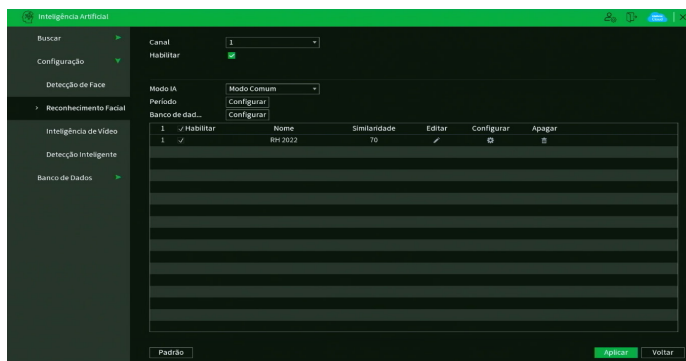 Inteligência Artificial
Buscar
Configuração
Detecção de Face
Reconhecimento Facial
Inteligência de Vídeo
Detecção Inteligente
Banco de Dados
Canal 1
Habilitar
Modo IA Modo Comum
Período Configurar
Banco de dad... Configurar
1 Habilitar Nome Similaridade Editar Configurar Apagar
1 RH 2022 70
Padrão Aplicar Voltar